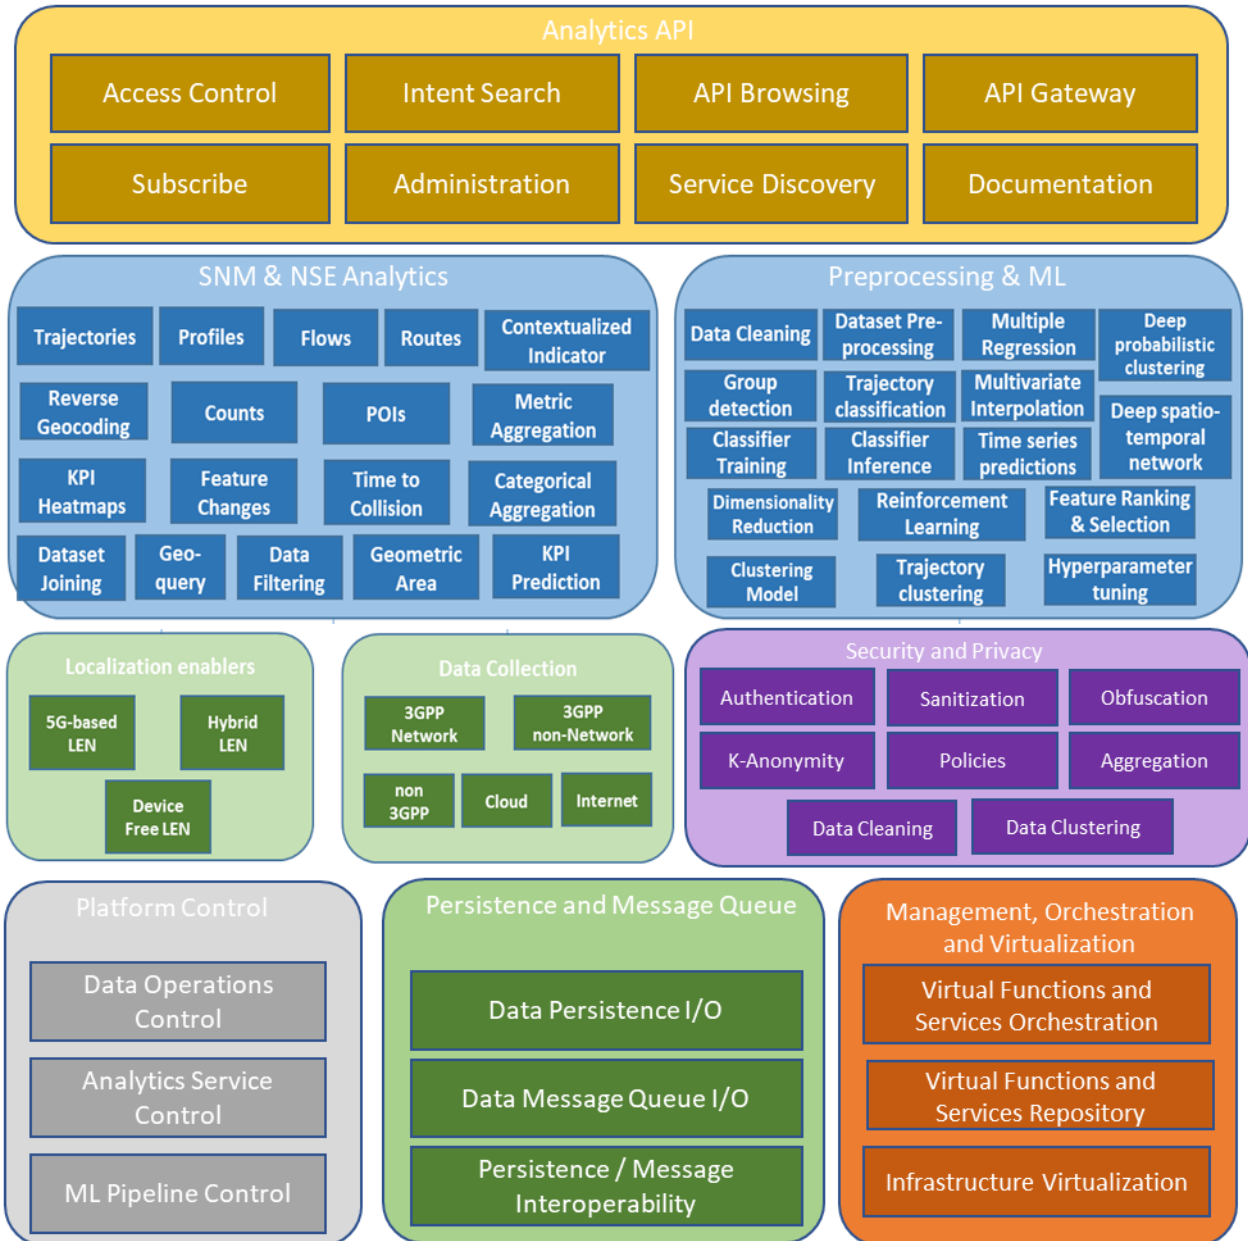 Analytics API
Access Control
Intent Search
API Browsing
API Gateway
Subscribe
Administration
Service Discovery
Documentation
SNM & NSE Analytics
Trajectories
Profiles
Flows
Routes
Contextualized
Indicator
Reverse
Geocoding
Counts
POIs
Metric
Aggregation
KPI
Heatmaps
Feature
Changes
Time to
Collision
Categorical
Aggregation
Dataset
Joining
Geo-
query
Data
Filtering
Geometric
Area
KPI
Prediction
Preprocessing & ML
Data Cleaning
Dataset Pre-
processing
Multiple
Regression
Deep
probabilistic
clustering
Group
detection
Trajectory
classification
Multivariate
Interpolation
Deep spatio-
temporal
network
Classifier
Training
Classifier
Inference
Time series
predictions
Dimensionality
Reduction
Reinforcement
Learning
Feature Ranking
& Selection
Clustering
Model
Trajectory
clustering
Hyperparameter
tuning
Localization enablers
5G-based
LEN
Hybrid
LEN
Device
Free LEN
Data Collection
3GPP
Network
3GPP
non-Network
non
3GPP
Cloud
Internet
Security and Privacy
Authentication
Sanitization
Obfuscation
K-Anonymity
Policies
Aggregation
Data Cleaning
Data Clustering
Platform Control
Data Operations
Control
Analytics Service
Control
ML Pipeline Control
Persistence and Message Queue
Data Persistence I/O
Data Message Queue I/O
Persistence / Message
Interoperability
Management, Orchestration
and Virtualization
Virtual Functions and
Services Orchestration
Virtual Functions and
Services Repository
Infrastructure Virtualization